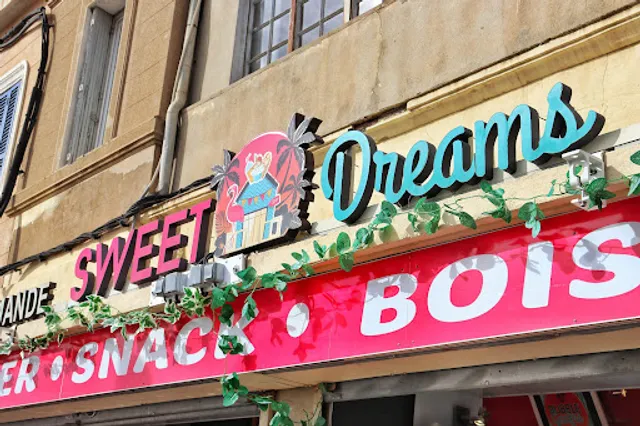 ANDE SWEET Dreams
ER • SNACK • BOIS